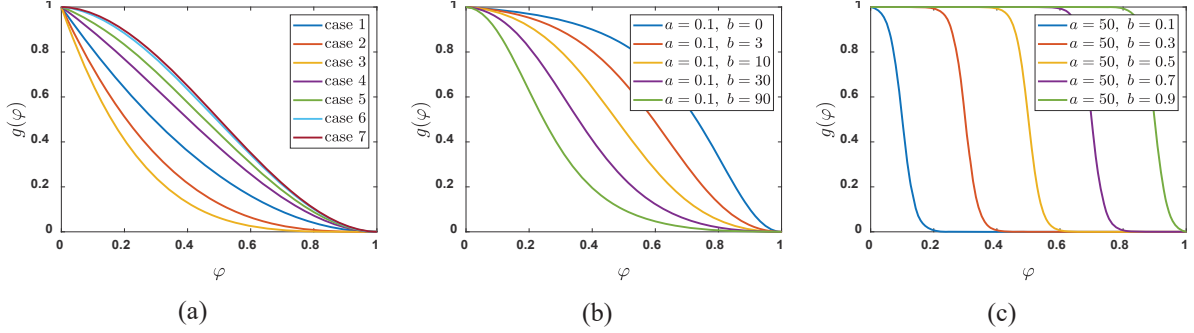 1
0.8
0.6
0.4
0.2
0
0 0.2 0.4 0.6 0.8 1
g(φ)
φ
case 1
case 2
case 3
case 4
case 5
case 6
case 7
(a)
1
0.8
0.6
0.4
0.2
0
0 0.2 0.4 0.6 0.8 1
g(φ)
φ
a = 0.1, b = 0
a = 0.1, b = 3
a = 0.1, b = 10
a = 0.1, b = 30
a = 0.1, b = 90
(b)
1
0.8
0.6
0.4
0.2
0
0 0.2 0.4 0.6 0.8 1
g(φ)
φ
a = 50, b = 0.1
a = 50, b = 0.3
a = 50, b = 0.5
a = 50, b = 0.7
a = 50, b = 0.9
(c)